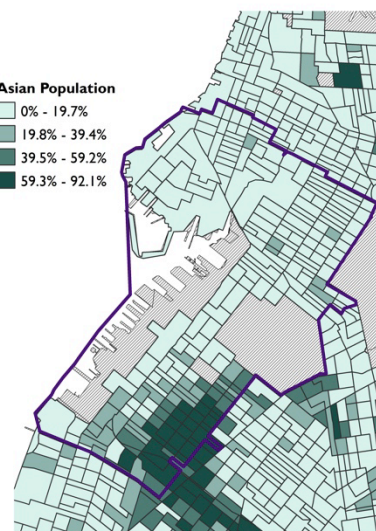 Asian Population
0% - 19.7%
19.8% - 39.4%
39.5% - 59.2%
59.3% - 92.1%